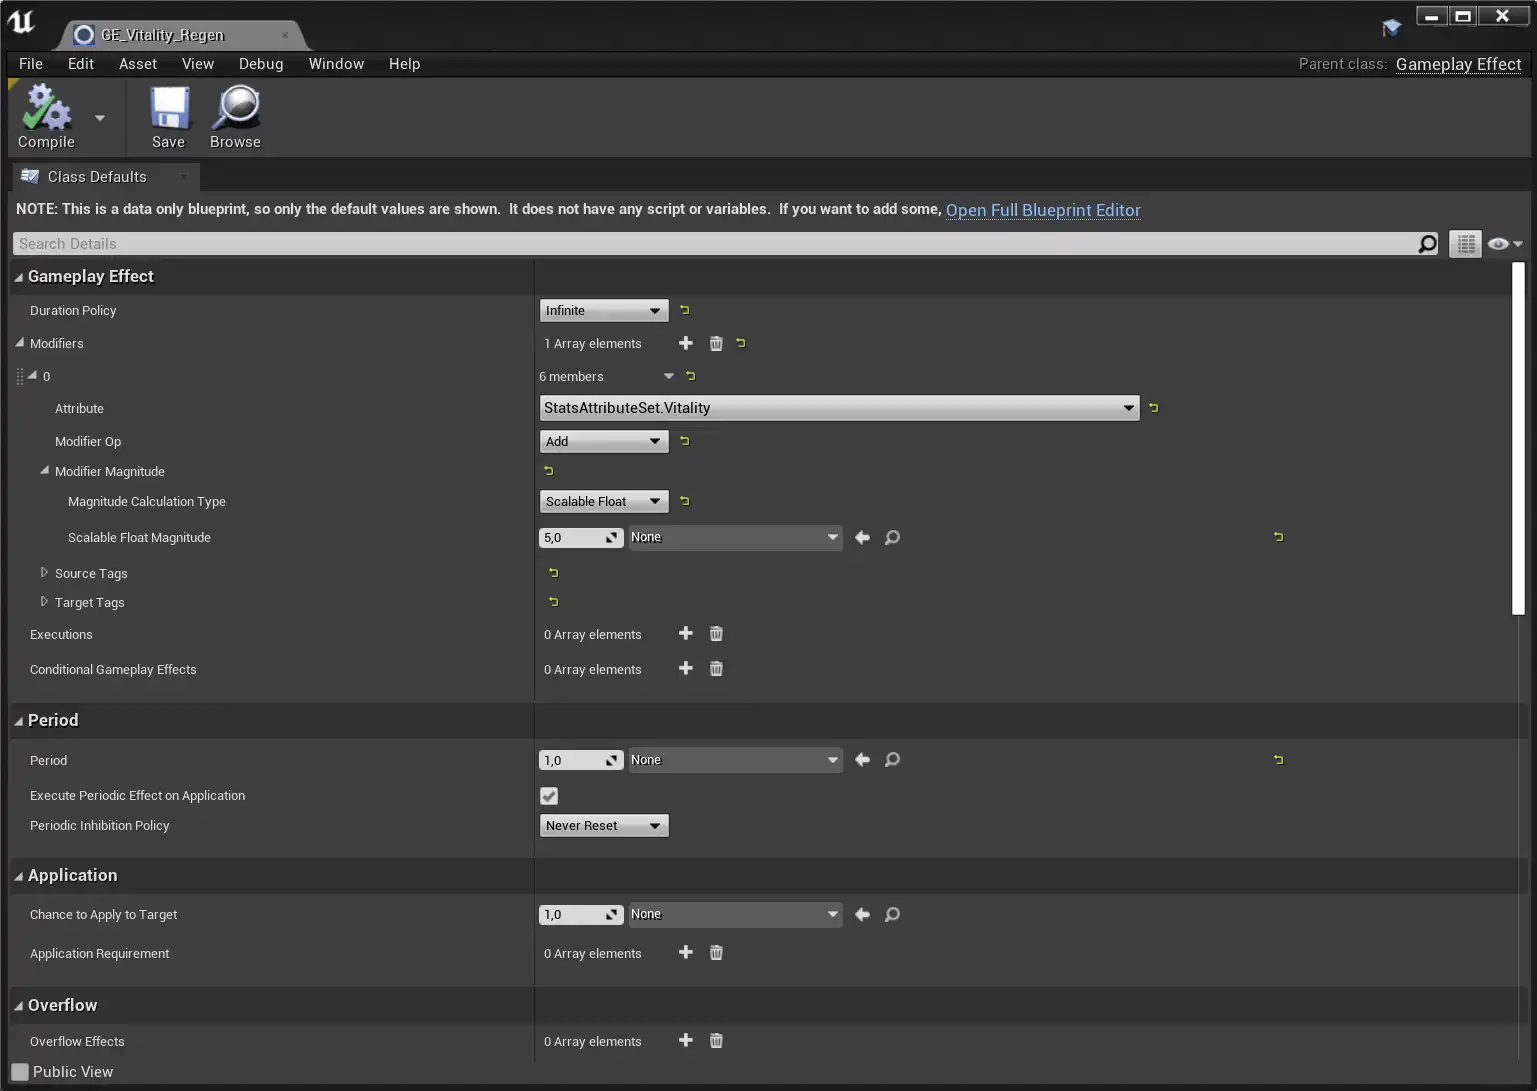 GE_Vitality_Regen
File Edit Asset View Debug Window Help Parent class: Gameplay Effect
Compile Save Browse
Class Defaults
NOTE: This is a data only blueprint, so only the default values are shown. It does not have any script or variables. If you want to add some, Open Full Blueprint Editor
Search Details
Gameplay Effect
Duration Policy Infinite
Modifiers 1 Array elements
0 6 members
Attribute StatsAttributeSet.Vitality
Modifier Op Add
Modifier Magnitude
Magnitude Calculation Type Scalable Float
Scalable Float Magnitude 5,0 None
Source Tags
Target Tags
Executions 0 Array elements
Conditional Gameplay Effects 0 Array elements
Period
Period 1,0 None
Execute Periodic Effect on Application
Periodic Inhibition Policy Never Reset
Application
Chance to Apply to Target 1,0 None
Application Requirement 0 Array elements
Overflow
Overflow Effects 0 Array elements
Public View